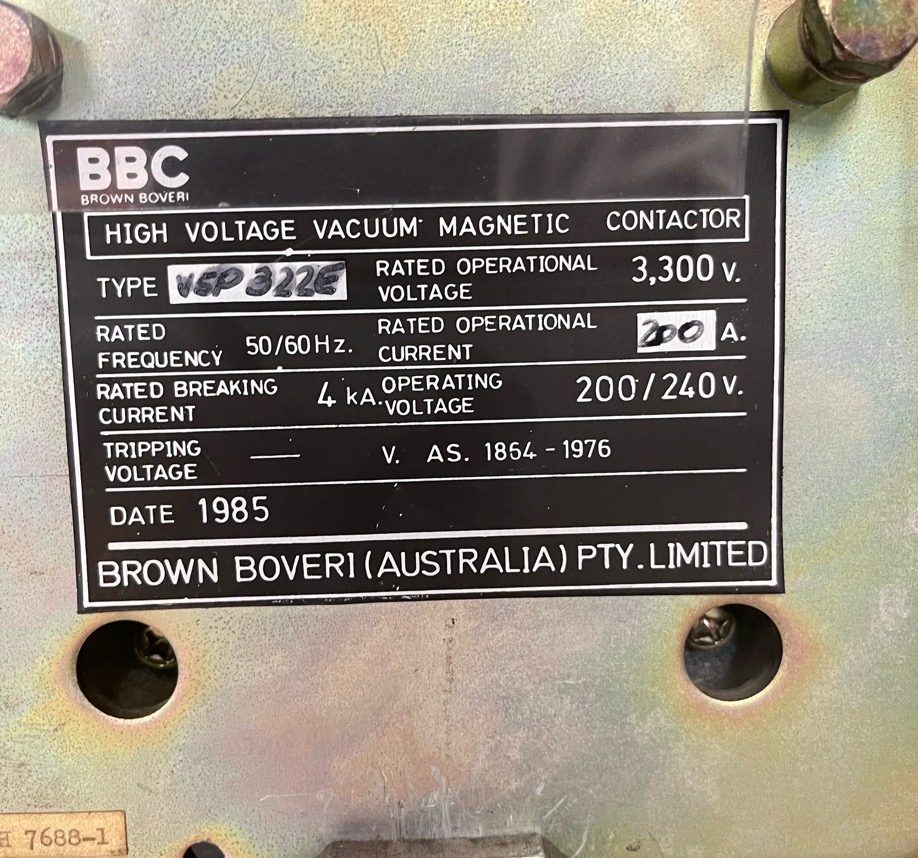 BBC
BROWN BOVERI
HIGH VOLTAGE VACUUM MAGNETIC CONTACTOR
TYPE VSP 322E
RATED OPERATIONAL VOLTAGE 3,300 V.
RATED FREQUENCY 50/60 Hz.
RATED OPERATIONAL CURRENT 200 A.
RATED BREAKING CURRENT 4 kA.
OPERATING VOLTAGE 200/240 V.
TRIPPING VOLTAGE — V. AS. 1864 - 1976
DATE 1985
BROWN BOVERI (AUSTRALIA) PTY. LIMITED
7688-1